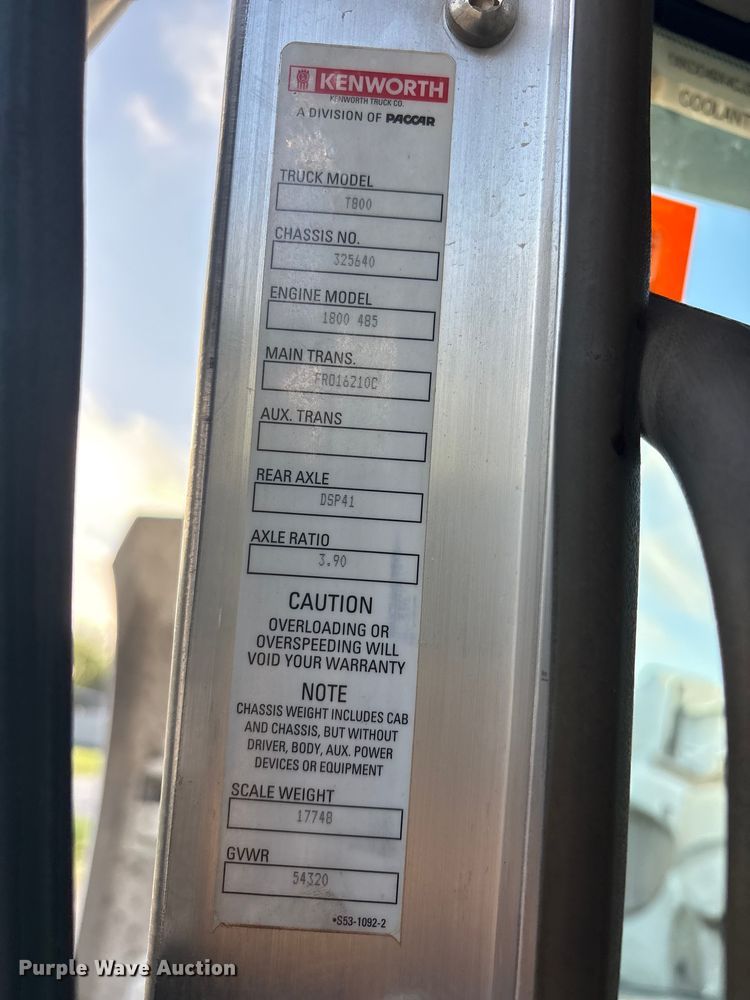 KENWORTH
KENWORTH TRUCK CO.
A DIVISION OF PACCAR
TRUCK MODEL
T800
CHASSIS NO.
325640
ENGINE MODEL
1800 485
MAIN TRANS.
FRO16210C
AUX. TRANS
REAR AXLE
DSP41
AXLE RATIO
3.90
CAUTION
OVERLOADING OR
OVERSPEEDING WILL
VOID YOUR WARRANTY
NOTE
CHASSIS WEIGHT INCLUDES CAB
AND CHASSIS, BUT WITHOUT
DRIVER, BODY, AUX. POWER
DEVICES OR EQUIPMENT
SCALE WEIGHT
17748
GVWR
54320
*S53-1092-2
COOLANT
Purple Wave Auction